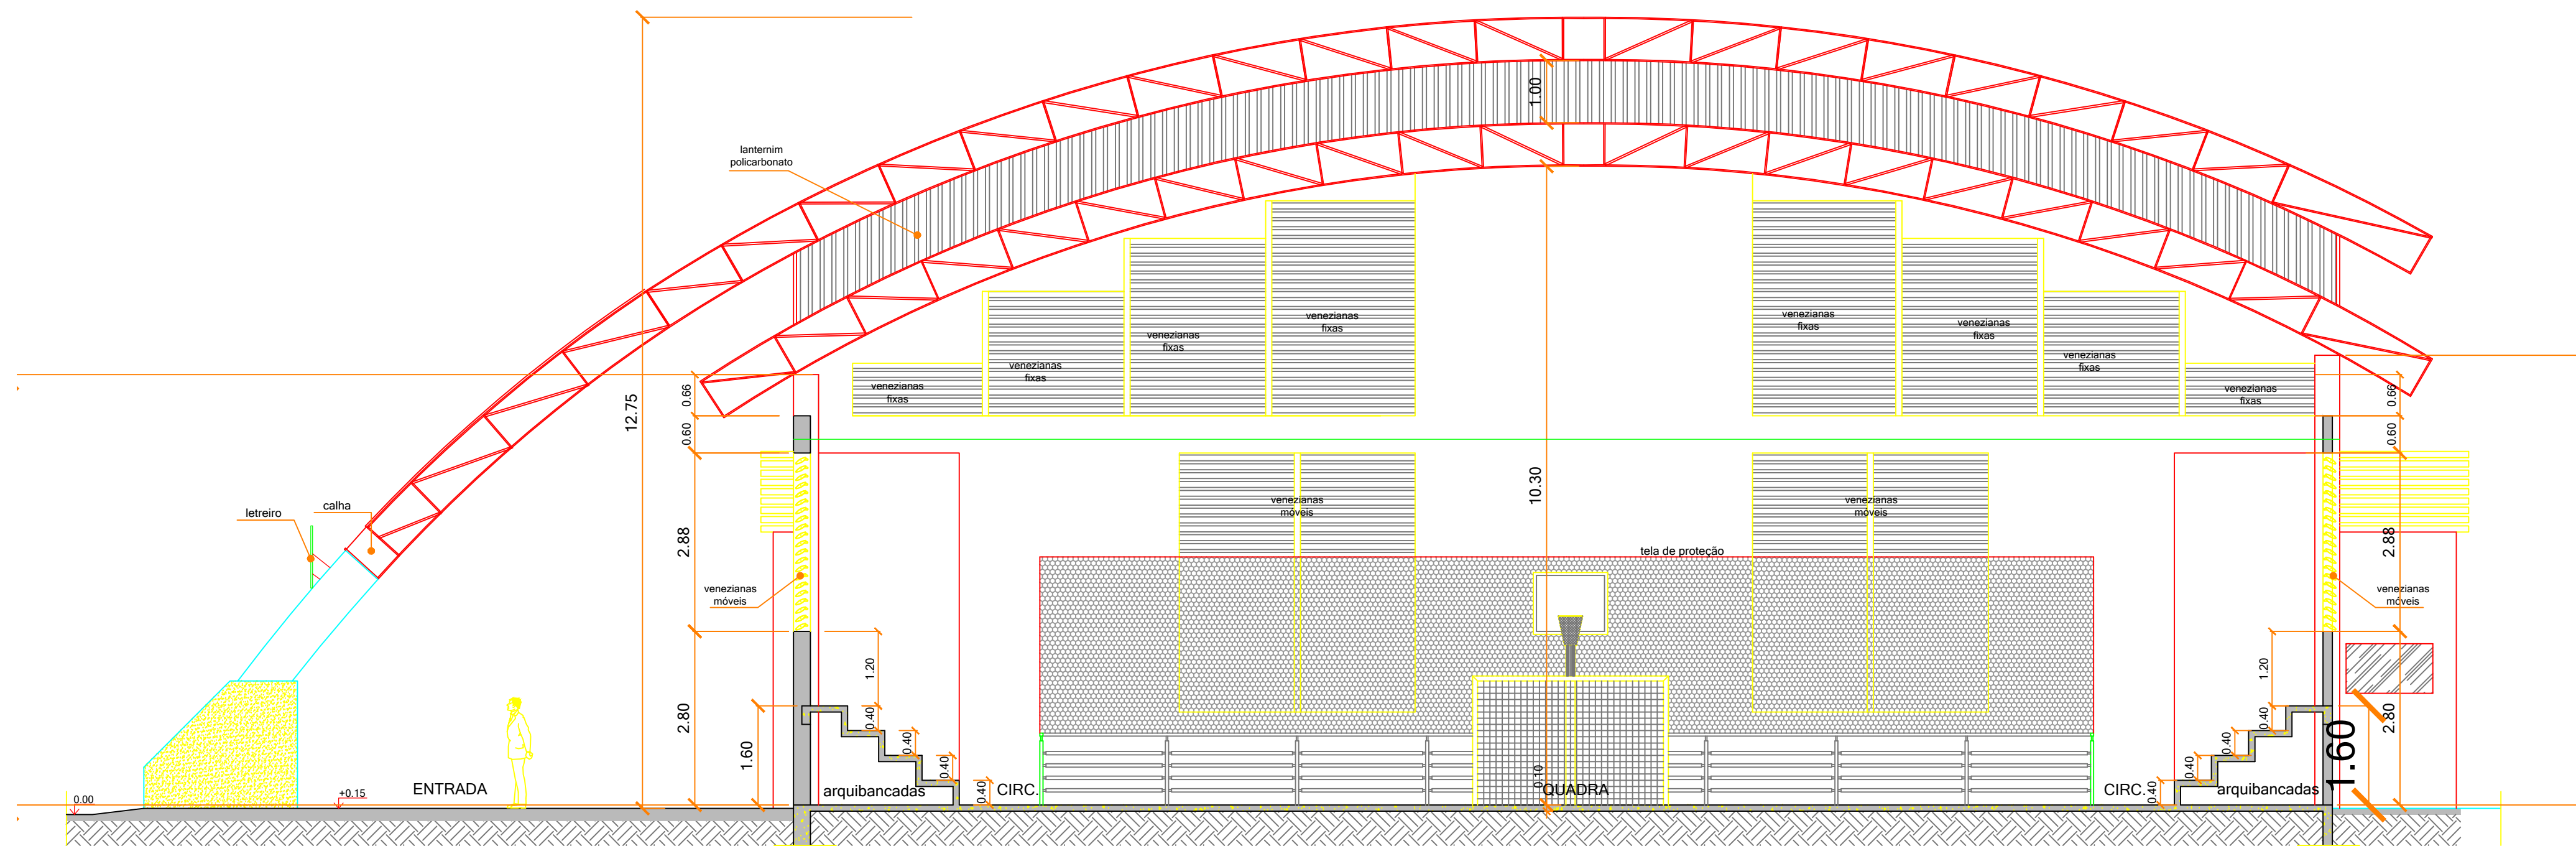 12.75
1.00
lanternim
policarbonato
venezianas
fixas
venezianas
fixas
venezianas
fixas
venezianas
fixas
venezianas
fixas
venezianas
fixas
venezianas
fixas
venezianas
fixas
0.66
0.60
2.88
2.80
10.30
0.66
0.60
2.88
2.80
letreiro
calha
venezianas
móveis
venezianas
móveis
venezianas
móveis
venezianas
móveis
tela de proteção
1.20
0.40
0.40
0.40
0.40
1.60
1.20
0.40
0.40
0.40
0.40
1.60
0.10
0.00
+0.15
ENTRADA
arquibancadas
CIRC.
QUADRA
CIRC.
arquibancadas